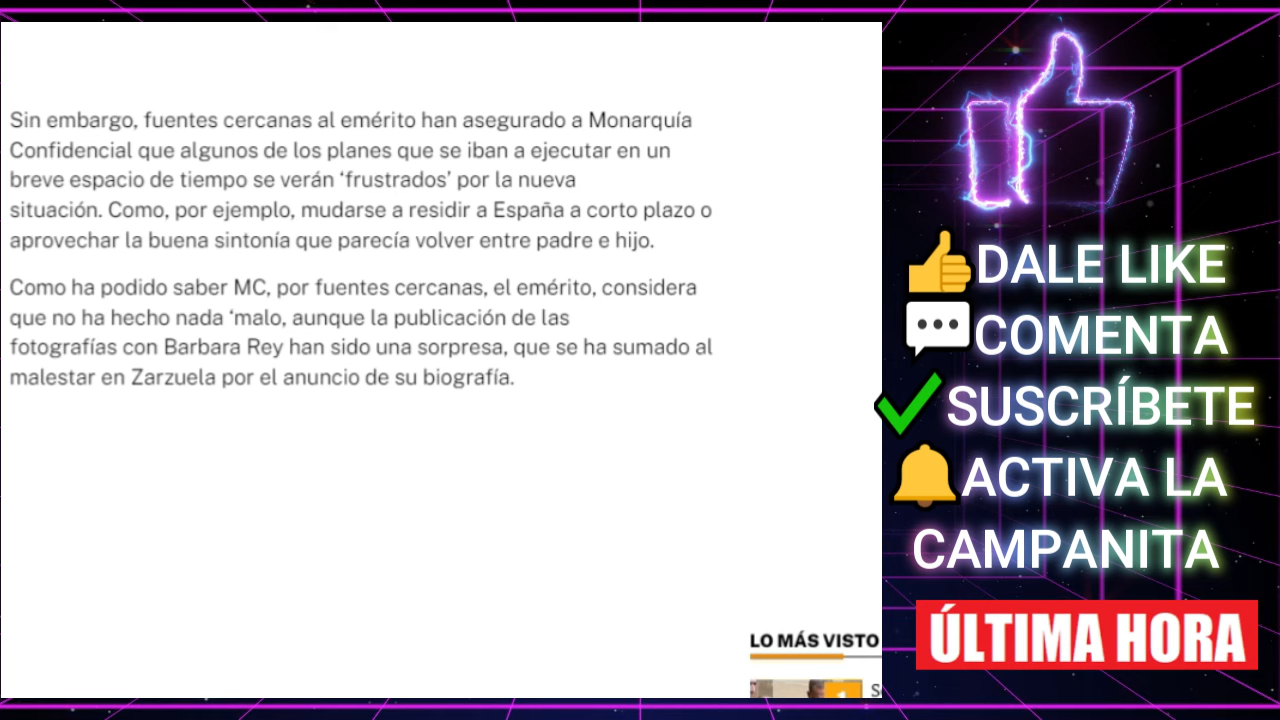 Sin embargo, fuentes cercanas al emérito han asegurado a Monarquía
Confidencial que algunos de los planes que se iban a ejecutar en un
breve espacio de tiempo se verán ‘frustrados’ por la nueva
situación. Como, por ejemplo, mudarse a residir a España a corto plazo o
aprovechar la buena sintonía que parecía volver entre padre e hijo.
Como ha podido saber MC, por fuentes cercanas, el emérito, considera
que no ha hecho nada ‘malo, aunque la publicación de las
fotografías con Barbara Rey han sido una sorpresa, que se ha sumado al
malestar en Zarzuela por el anuncio de su biografía.
LO MÁS VISTO
DALE LIKE
COMENTA
SUSCRÍBETE
ACTIVA LA
CAMPANITA
ÚLTIMA HORA